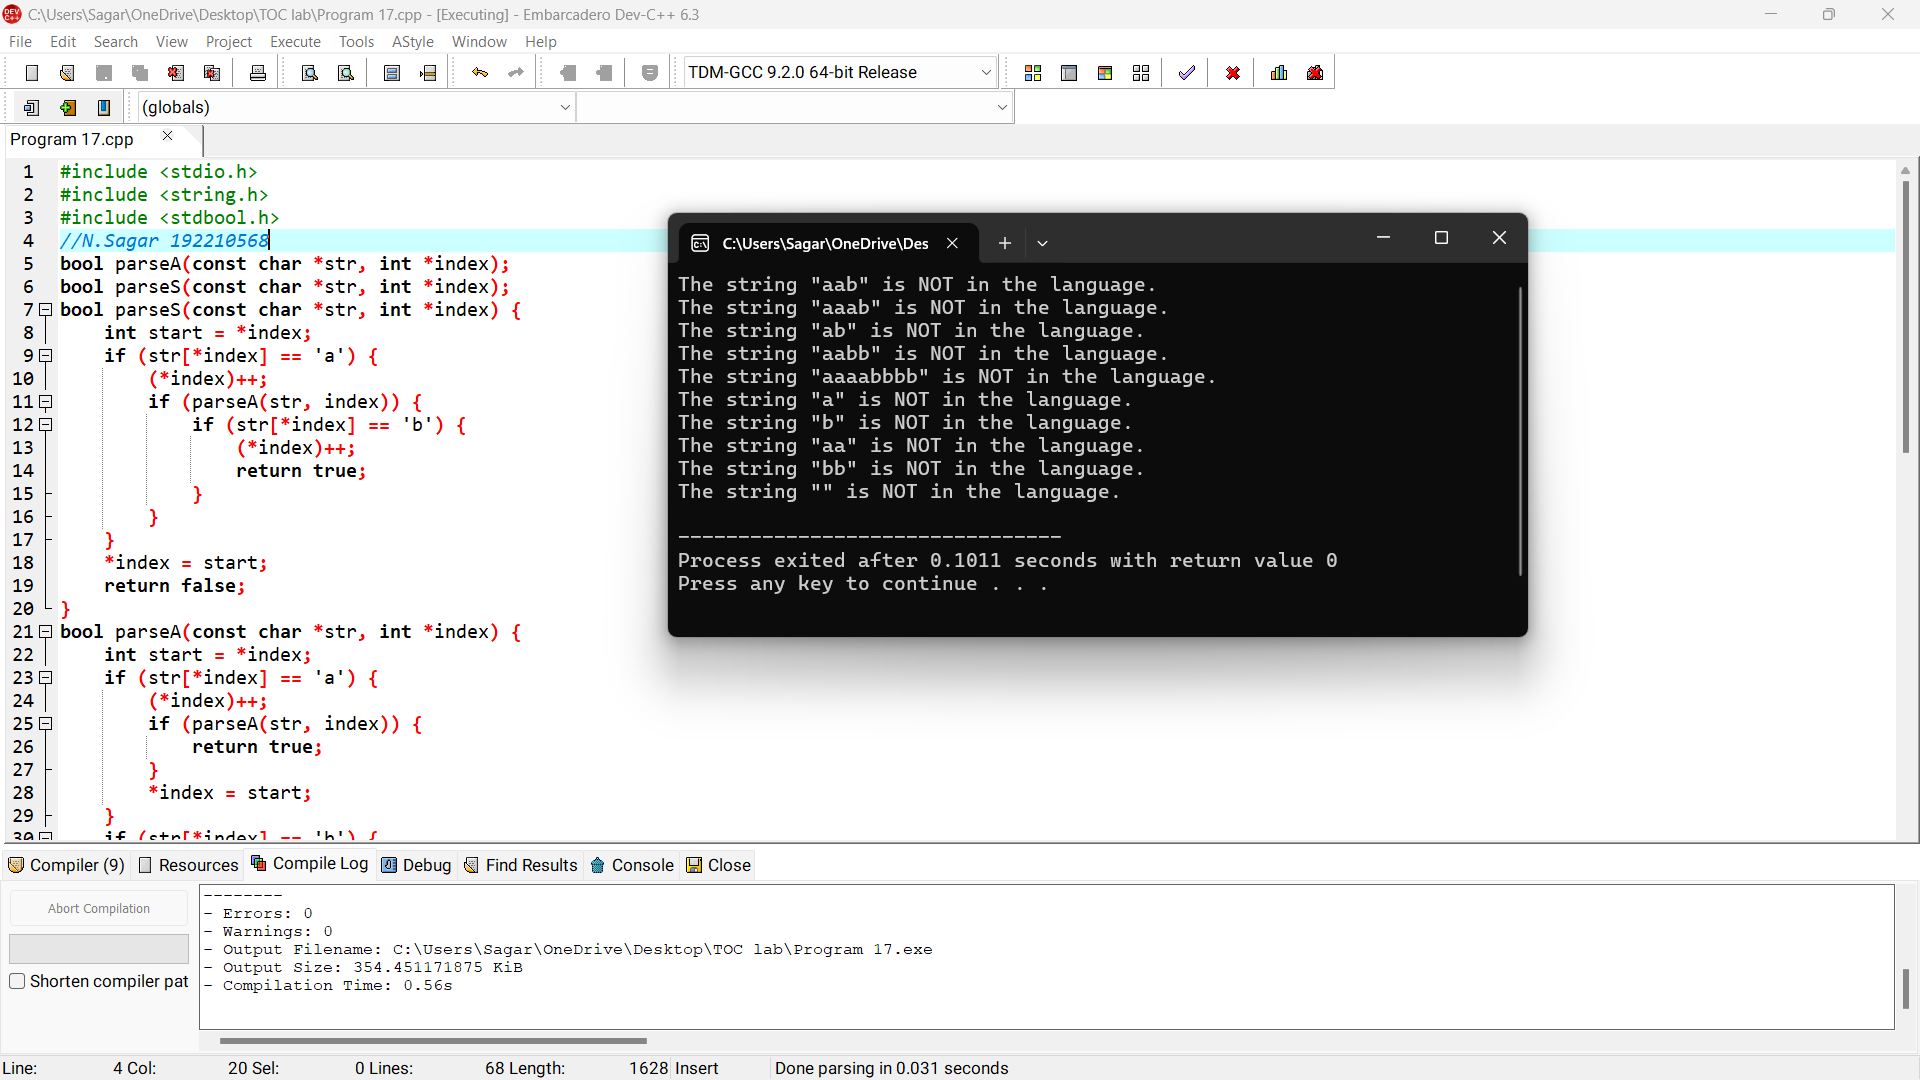 C:\Users\Sagar\OneDrive\Desktop\TOC lab\Program 17.cpp - [Executing] - Embarcadero Dev-C++ 6.3
File Edit Search View Project Execute Tools AStyle Window Help
TDM-GCC 9.2.0 64-bit Release
(globals)
Program 17.cpp
1 #include <stdio.h>
2 #include <string.h>
3 #include <stdbool.h>
4 //N.Sagar 192210568
5 bool parseA(const char *str, int *index);
6 bool parseS(const char *str, int *index);
7 bool parseS(const char *str, int *index) {
8 int start = *index;
9 if (str[*index] == 'a') {
10 (*index)++;
11 if (parseA(str, index)) {
12 if (str[*index] == 'b') {
13 (*index)++;
14 return true;
15 }
16 }
17 }
18 *index = start;
19 return false;
20 }
21 bool parseA(const char *str, int *index) {
22 int start = *index;
23 if (str[*index] == 'a') {
24 (*index)++;
25 if (parseA(str, index)) {
26 return true;
27 }
28 *index = start;
29 }
30 if (str[*index] == 'b') {
C:\Users\Sagar\OneDrive\Des
The string "aab" is NOT in the language.
The string "aaab" is NOT in the language.
The string "ab" is NOT in the language.
The string "aabb" is NOT in the language.
The string "aaaabbbb" is NOT in the language.
The string "a" is NOT in the language.
The string "b" is NOT in the language.
The string "aa" is NOT in the language.
The string "bb" is NOT in the language.
The string "" is NOT in the language.
--------------------------------
Process exited after 0.1011 seconds with return value 0
Press any key to continue . . .
Compiler (9) Resources Compile Log Debug Find Results Console Close
Abort Compilation
Shorten compiler pat
--------
- Errors: 0
- Warnings: 0
- Output Filename: C:\Users\Sagar\OneDrive\Desktop\TOC lab\Program 17.exe
- Output Size: 354.451171875 KiB
- Compilation Time: 0.56s
Line: 4 Col: 20 Sel: 0 Lines: 68 Length: 1628 Insert Done parsing in 0.031 seconds